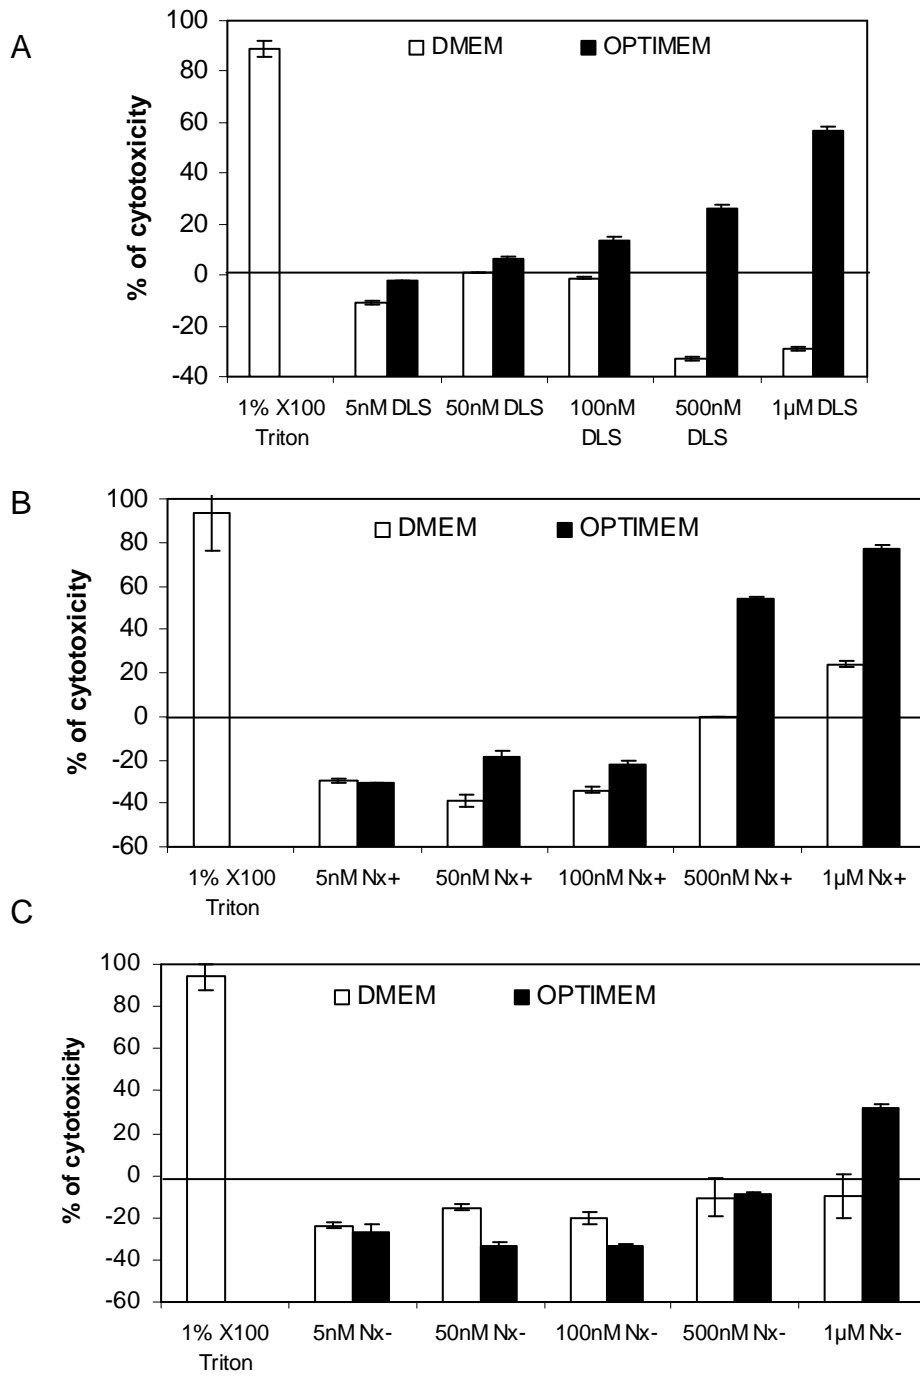 A
100
80
60
40
20
0
-20
-40
% of cytotoxicity
DMEM OPTIMEM
1% X100 Triton
5nM DLS
50nM DLS
100nM DLS
500nM DLS
1µM DLS
B
100
80
60
40
20
0
-20
-40
-60
% of cytotoxicity
DMEM OPTIMEM
1% X100 Triton
5nM Nx+
50nM Nx+
100nM Nx+
500nM Nx+
1µM Nx+
C
100
80
60
40
20
0
-20
-40
-60
% of cytotoxicity
DMEM OPTIMEM
1% X100 Triton
5nM Nx-
50nM Nx-
100nM Nx-
500nM Nx-
1µM Nx-